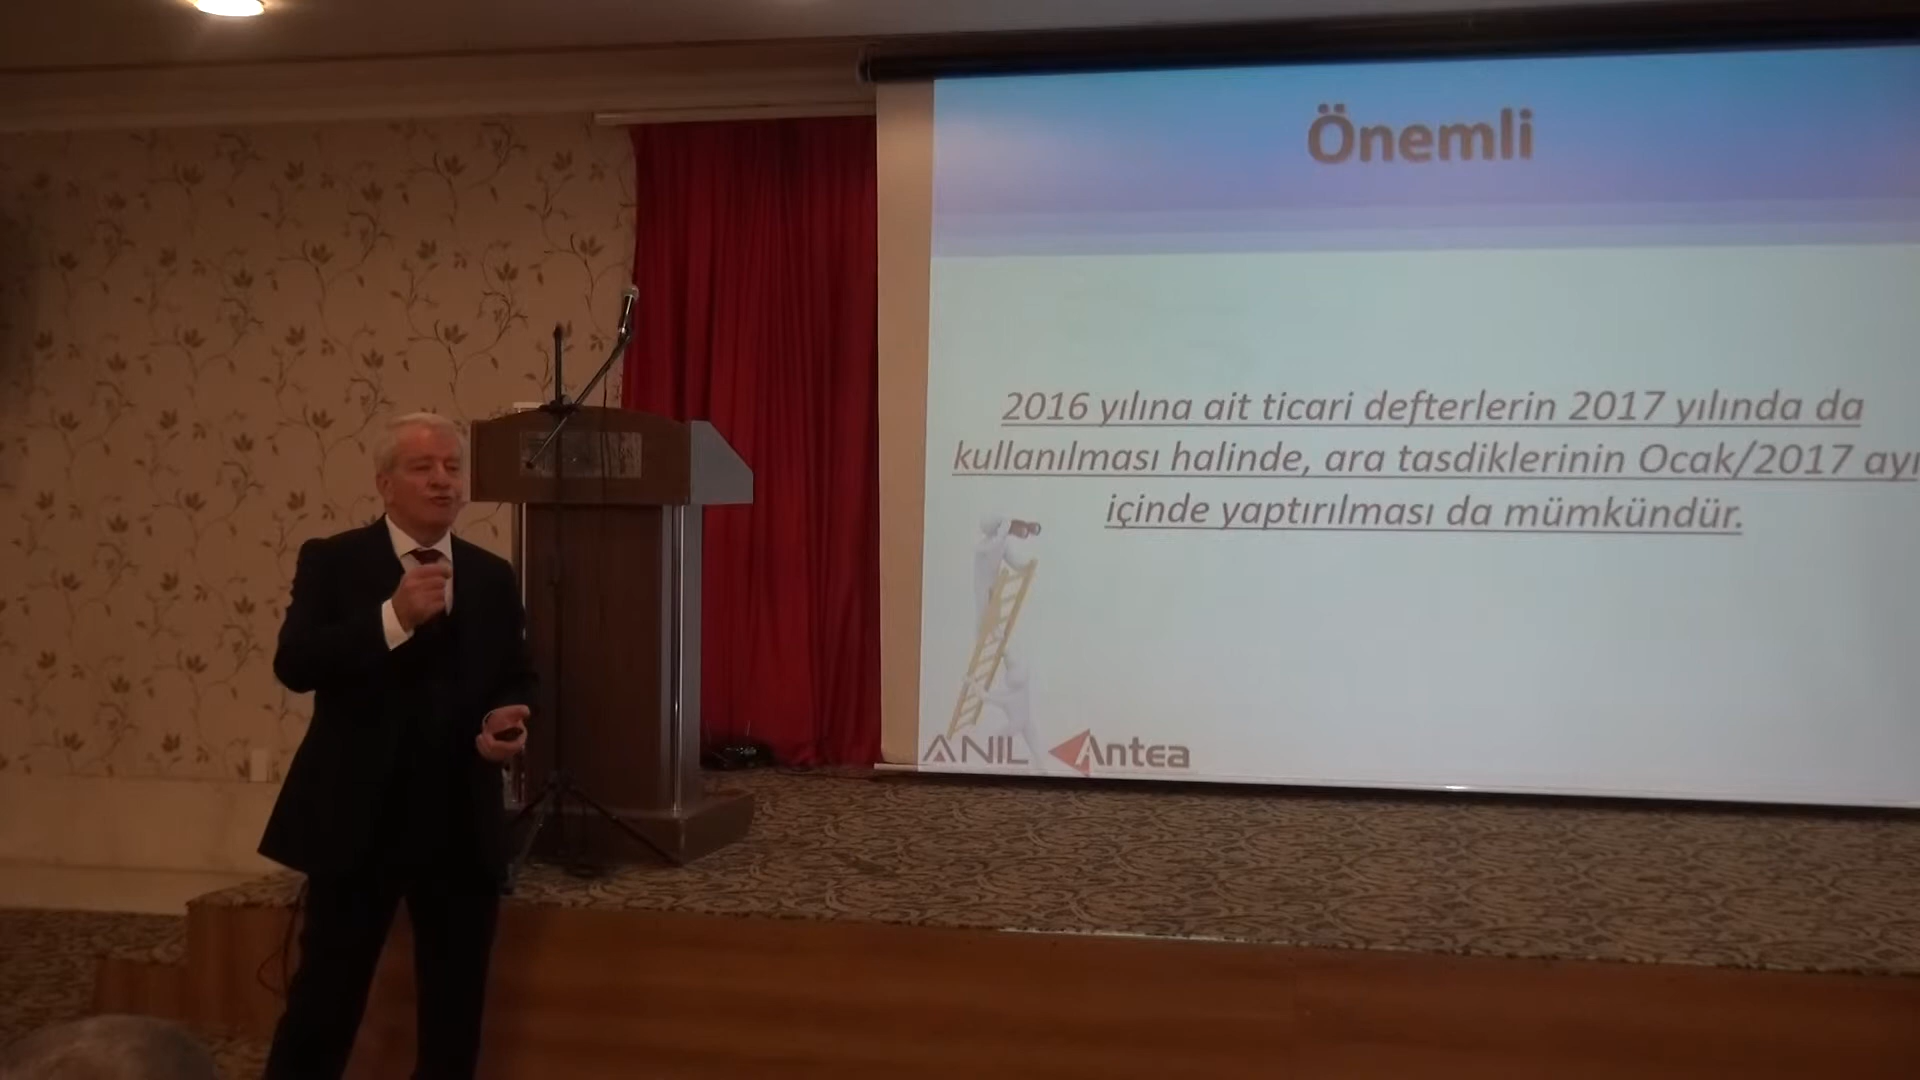 Önemli
2016 yılına ait ticari defterlerin 2017 yılında da
kullanılması halinde, ara tasdiklerinin Ocak/2017 ayı
içinde yaptırılması da mümkündür.
ANIL Antea